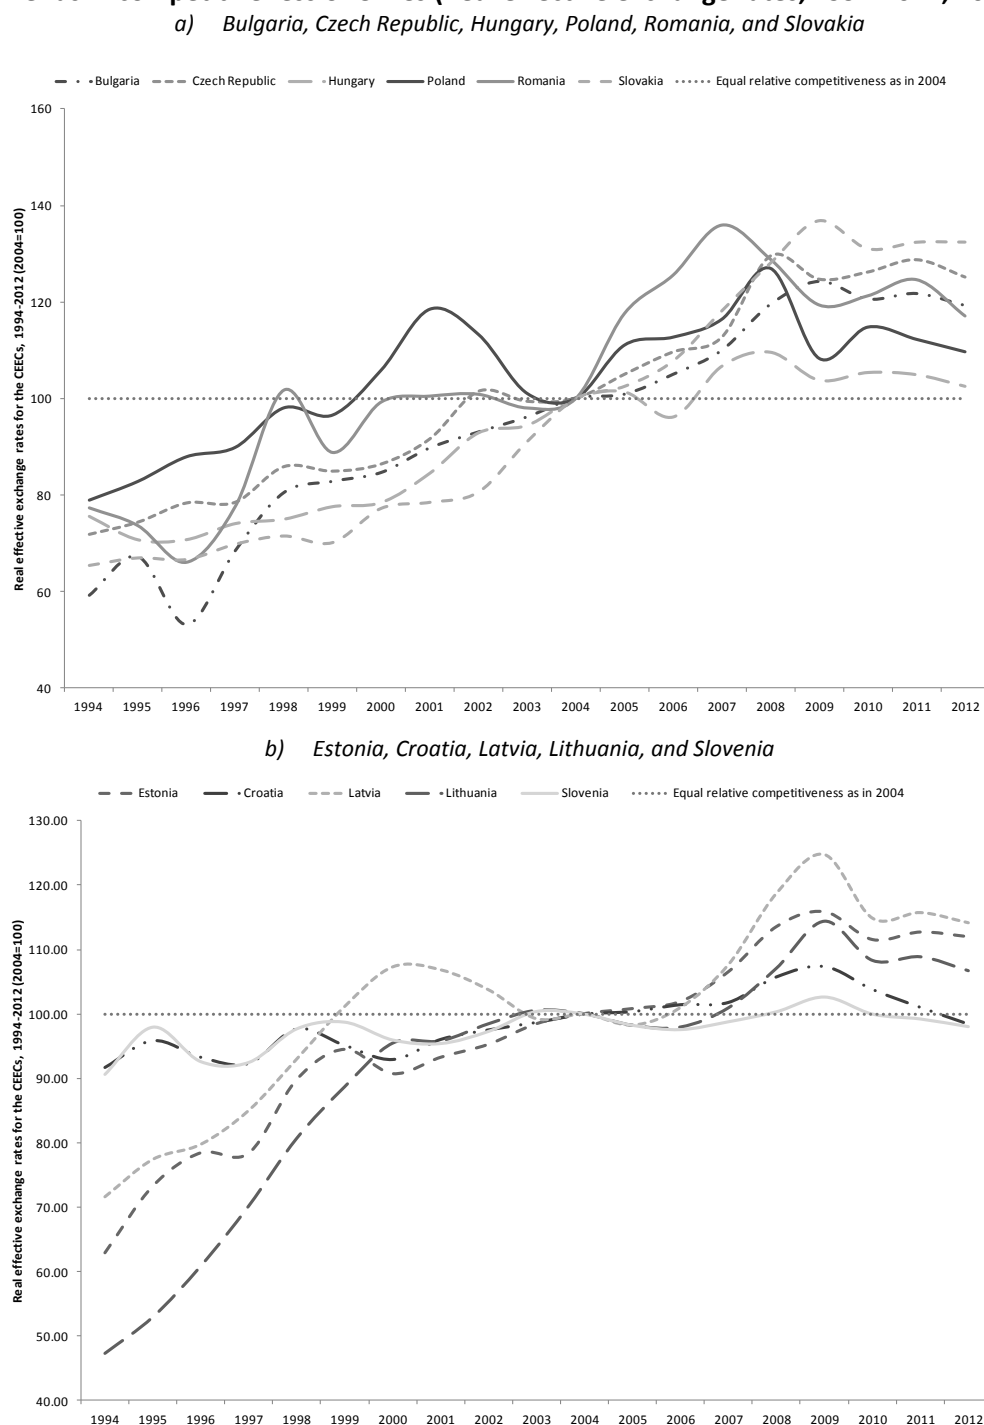 a) Bulgaria, Czech Republic, Hungary, Poland, Romania, and Slovakia
Bulgaria Czech Republic Hungary Poland Romania Slovakia Equal relative competitiveness as in 2004
Real effective exchange rates for the CEECs, 1994-2012 (2004=100)
160
140
120
100
80
60
40
1994 1995 1996 1997 1998 1999 2000 2001 2002 2003 2004 2005 2006 2007 2008 2009 2010 2011 2012
b) Estonia, Croatia, Latvia, Lithuania, and Slovenia
Estonia Croatia Latvia Lithuania Slovenia Equal relative competitiveness as in 2004
Real effective exchange rates for the CEECs, 1994-2012 (2004=100)
130.00
120.00
110.00
100.00
90.00
80.00
70.00
60.00
50.00
40.00
1994 1995 1996 1997 1998 1999 2000 2001 2002 2003 2004 2005 2006 2007 2008 2009 2010 2011 2012